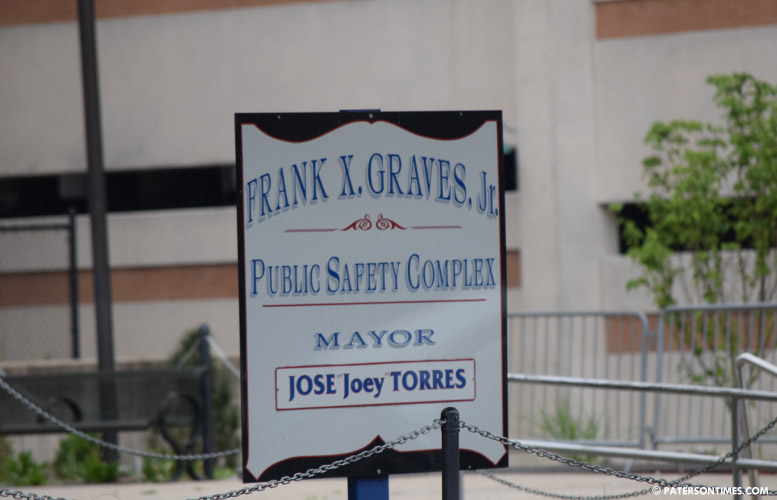 FRANK X. GRAVES, Jr.
PUBLIC SAFETY COMPLEX
MAYOR
JOSE "Joey" TORRES
© PATERSONTIMES.COM